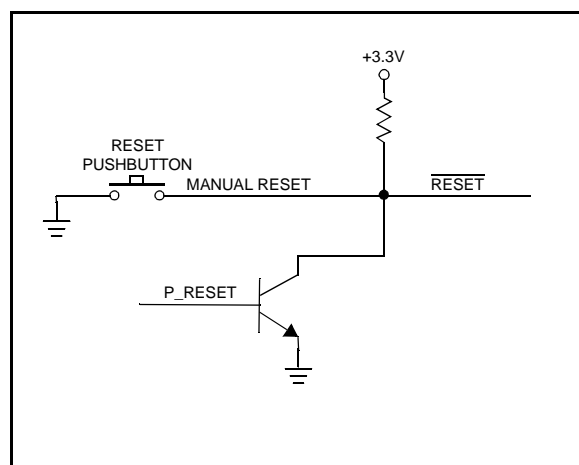 +3.3V
RESET
PUSHBUTTON
MANUAL RESET
RESET
P_RESET